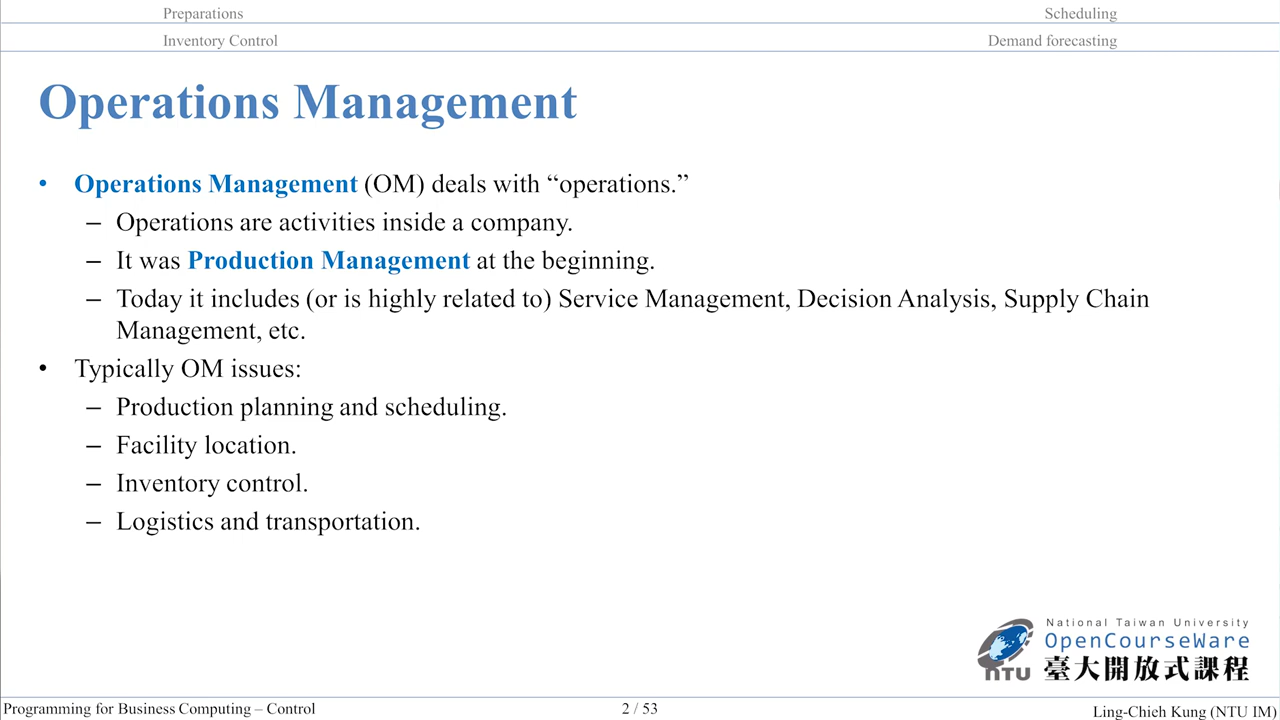 Preparations
Scheduling
Inventory Control
Demand forecasting
Operations Management
• Operations Management (OM) deals with “operations.”
– Operations are activities inside a company.
– It was Production Management at the beginning.
– Today it includes (or is highly related to) Service Management, Decision Analysis, Supply Chain
Management, etc.
• Typically OM issues:
– Production planning and scheduling.
– Facility location.
– Inventory control.
– Logistics and transportation.
National Taiwan University
OpenCourseWare
臺大開放式課程
NTU
Programming for Business Computing – Control
2 / 53
Ling-Chieh Kung (NTU IM)